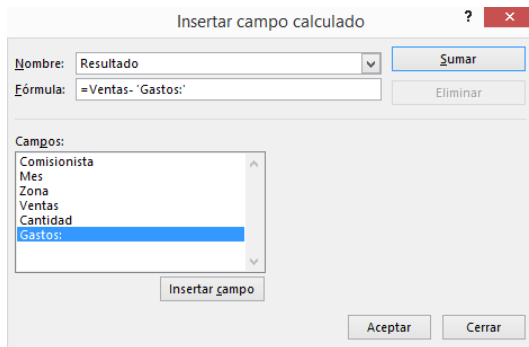 Insertar campo calculado ? ×
Nombre: Resultado Sumar
Fórmula: =Ventas- 'Gastos:' Eliminar
Campos:
Comisionista
Mes
Zona
Ventas
Cantidad
Gastos:
Insertar campo
Aceptar Cerrar